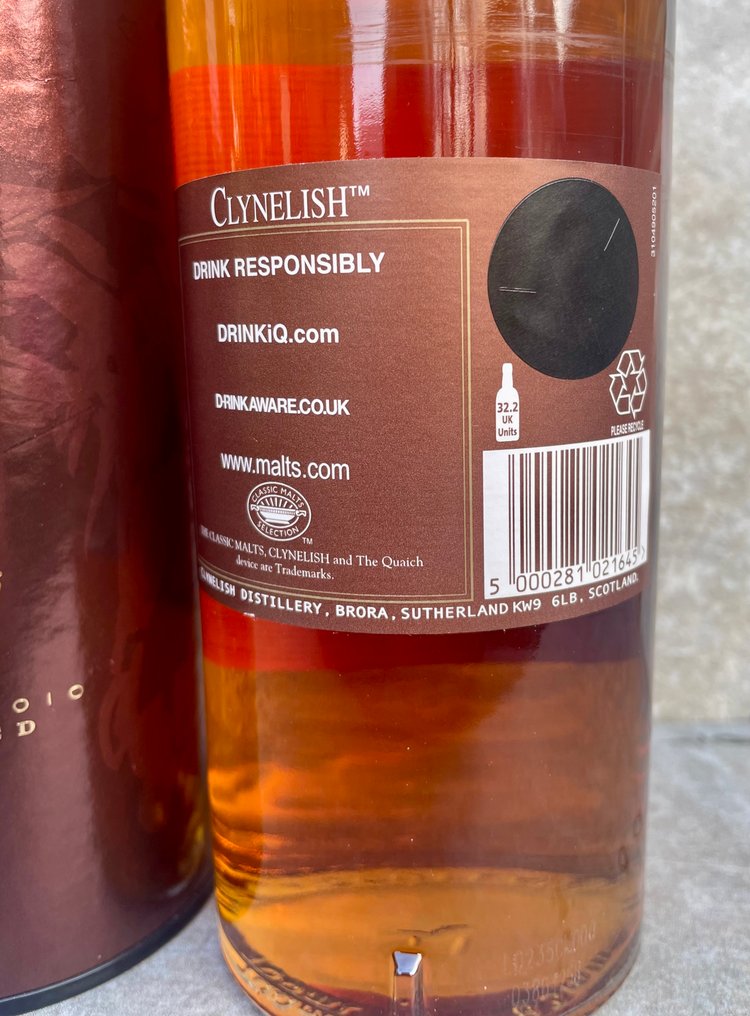 CLYNELISH™
DRINK RESPONSIBLY
DRINKiQ.com
DRINKAWARE.CO.UK
www.malts.com
CLASSIC MALTS
SELECTION
TM
THE CLASSIC MALTS, CLYNELISH and The Quaich
device are Trademarks.
CLYNELISH DISTILLERY, BRORA, SUTHERLAND KW9 6LB, SCOTLAND.
3104905201
32.2
UK
Units
PLEASE RECYCLE
5 000281 021645